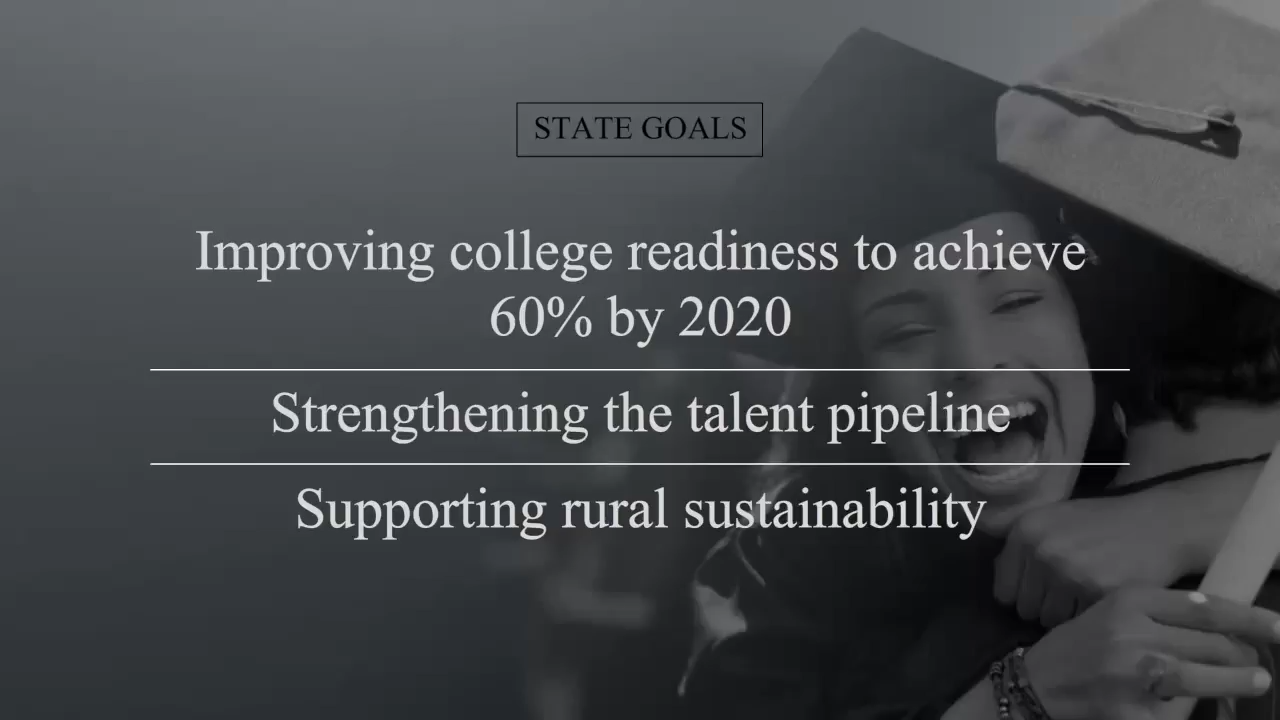 STATE GOALS
Improving college readiness to achieve
60% by 2020
Strengthening the talent pipeline
Supporting rural sustainability